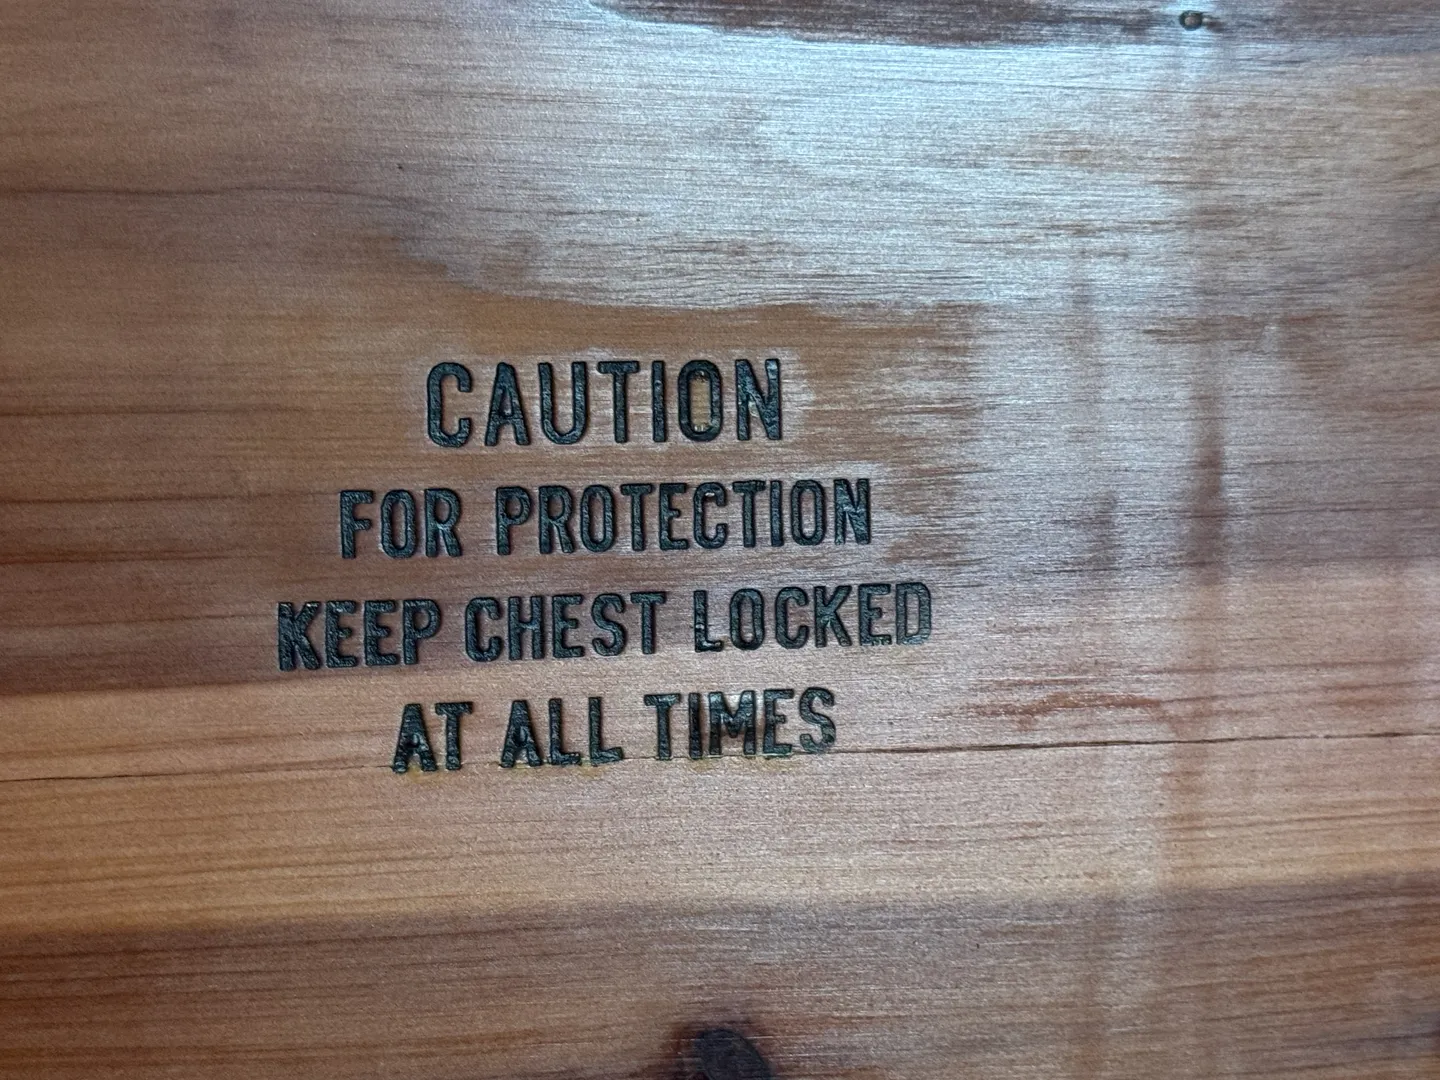 CAUTION
FOR PROTECTION
KEEP CHEST LOCKED
AT ALL TIMES